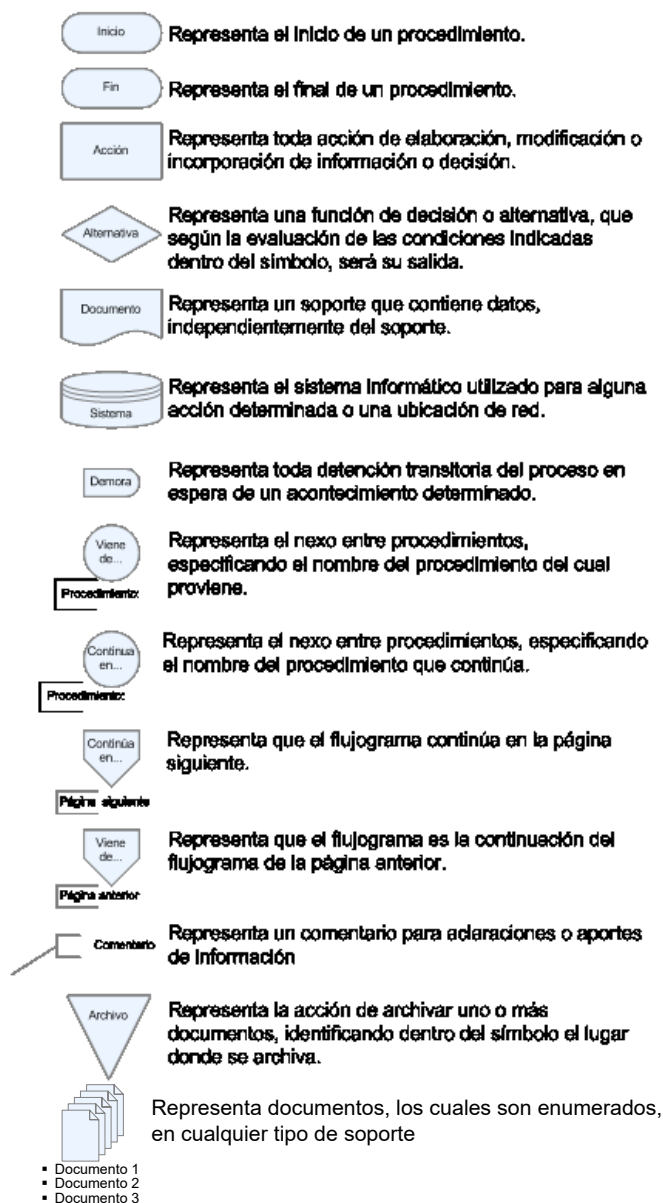 Inicio
Representa el inicio de un procedimiento.
Fin
Representa el final de un procedimiento.
Acción
Representa toda acción de elaboración, modificación o
incorporación de información o decisión.
Alternativa
Representa una función de decisión o alternativa, que
según la evaluación de las condiciones indicadas
dentro del símbolo, será su salida.
Documento
Representa un soporte que contiene datos,
independientemente del soporte.
Sistema
Representa el sistema informático utilizado para alguna
acción determinada o una ubicación de red.
Demora
Representa toda detención transitoria del proceso en
espera de un acontecimiento determinado.
Viene
de...
Procedimiento:
Representa el nexo entre procedimientos,
especificando el nombre del procedimiento del cual
proviene.
Continua
en...
Procedimiento:
Representa el nexo entre procedimientos, especificando
el nombre del procedimiento que continúa.
Continúa
en...
Página siguiente
Representa que el flujograma continúa en la página
siguiente.
Viene
de...
Página anterior
Representa que el flujograma es la continuación del
flujograma de la página anterior.
Comentario
Representa un comentario para aclaraciones o aportes
de información
Archivo
Representa la acción de archivar uno o más
documentos, identificando dentro del símbolo el lugar
donde se archiva.
Representa documentos, los cuales son enumerados,
en cualquier tipo de soporte
▪ Documento 1
▪ Documento 2
▪ Documento 3